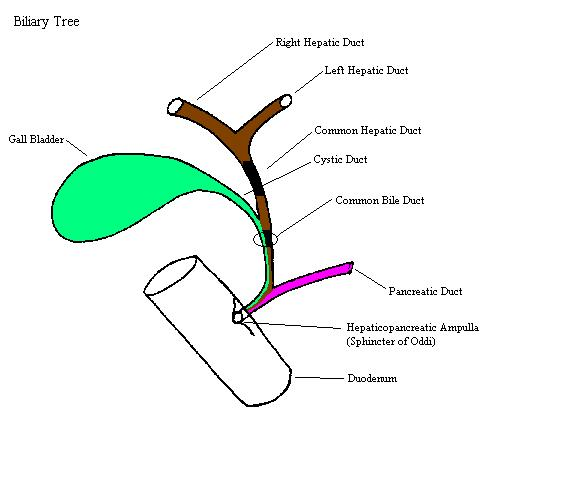 Biliary Tree
Right Hepatic Duct
Left Hepatic Duct
Common Hepatic Duct
Gall Bladder
Cystic Duct
Common Bile Duct
Pancreatic Duct
Hepaticopancreatic Ampulla
(Sphincter of Oddi)
Duodenum